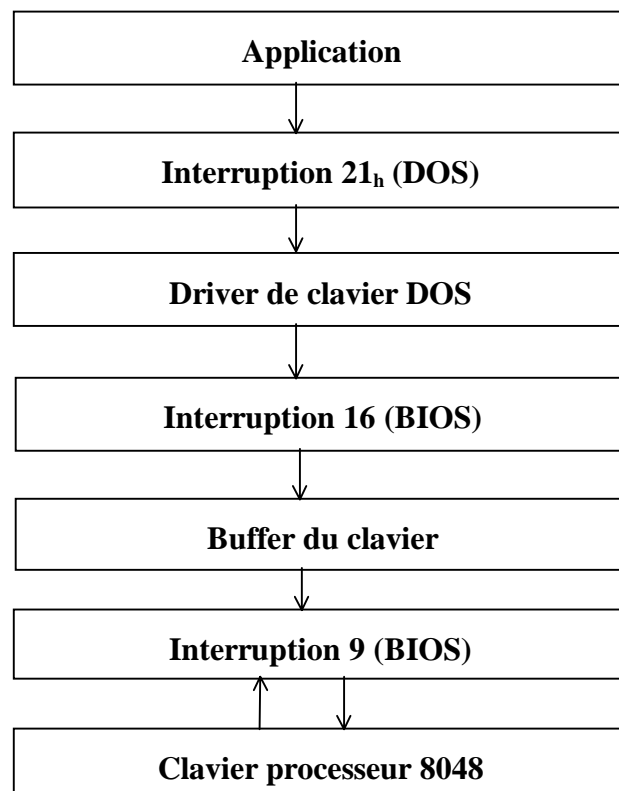 Application
Interruption 21h (DOS)
Driver de clavier DOS
Interruption 16 (BIOS)
Buffer du clavier
Interruption 9 (BIOS)
Clavier processeur 8048